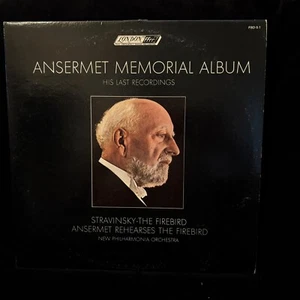 LONDON ffrr
ANSERMET MEMORIAL ALBUM
HIS LAST RECORDINGS
STRAVINSKY-THE FIREBIRD
ANSERMET REHEARSES THE FIREBIRD
NEW PHILHARMONIA ORCHESTRA